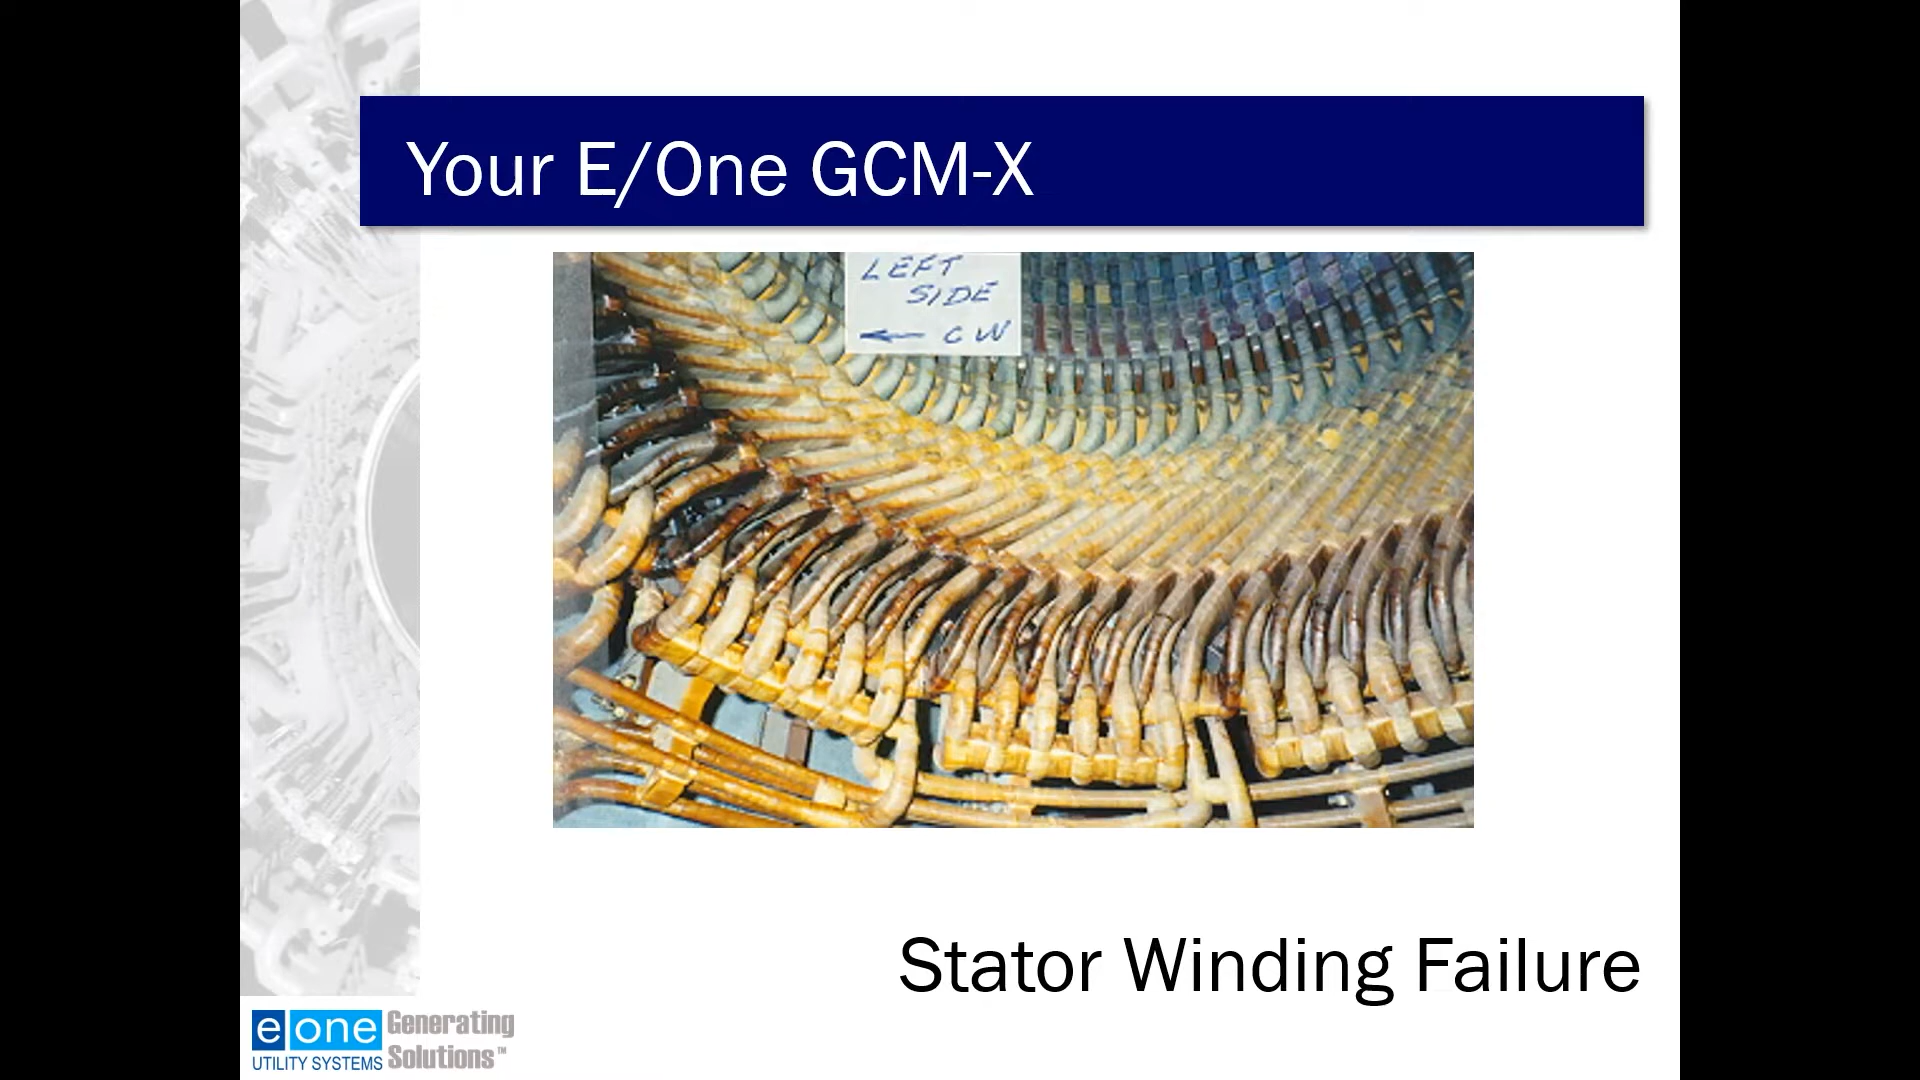 Your E/One GCM-X
LEFT
SIDE
← CW
Stator Winding Failure
e one Generating
UTILITY SYSTEMS Solutions™